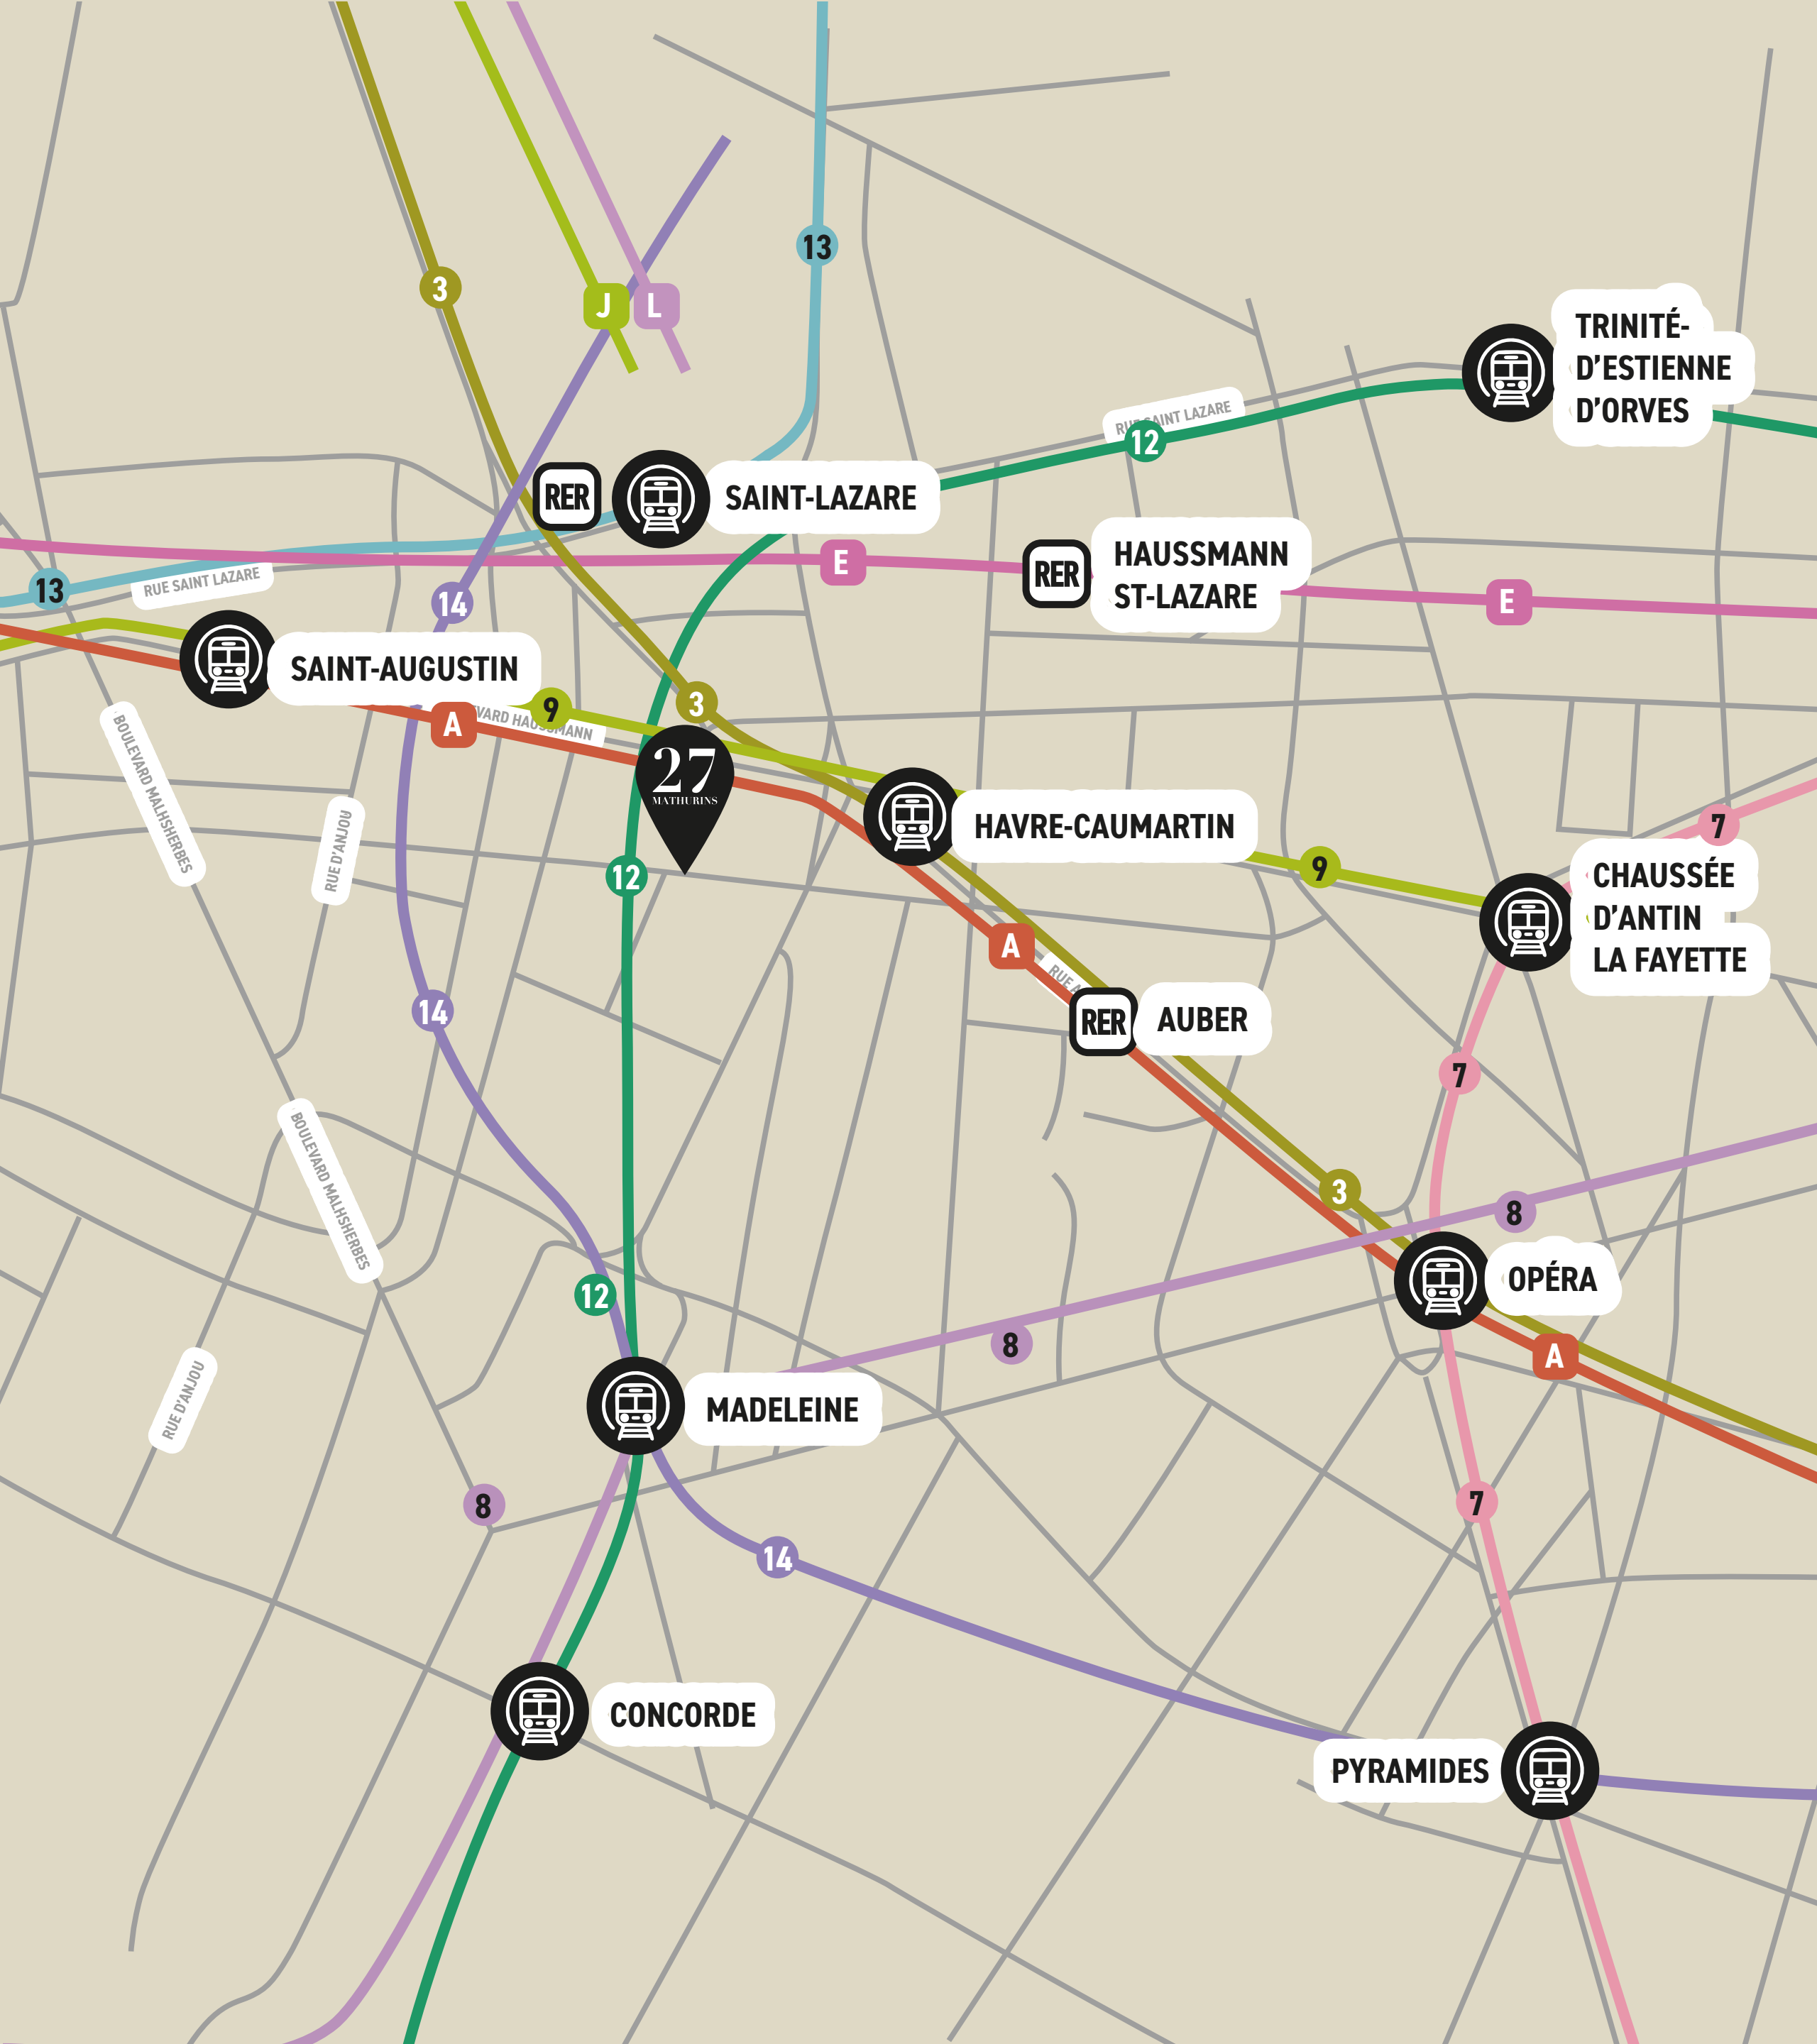 13
3
J
L
TRINITÉ-
D'ESTIENNE
D'ORVES
RUE SAINT LAZARE
12
RER
SAINT-LAZARE
E
RER
HAUSSMANN
ST-LAZARE
E
13
RUE SAINT LAZARE
14
SAINT-AUGUSTIN
9
3
A
27
MATHURINS
BOULEVARD MALHSHERBES
RUE D'ANJOU
HAVRE-CAUMARTIN
9
7
12
CHAUSSÉE
D'ANTIN
LA FAYETTE
A
RUE
14
RER
AUBER
7
BOULEVARD MALHSHERBES
3
8
12
OPÉRA
8
A
RUE D'ANJOU
MADELEINE
8
7
14
CONCORDE
PYRAMIDES